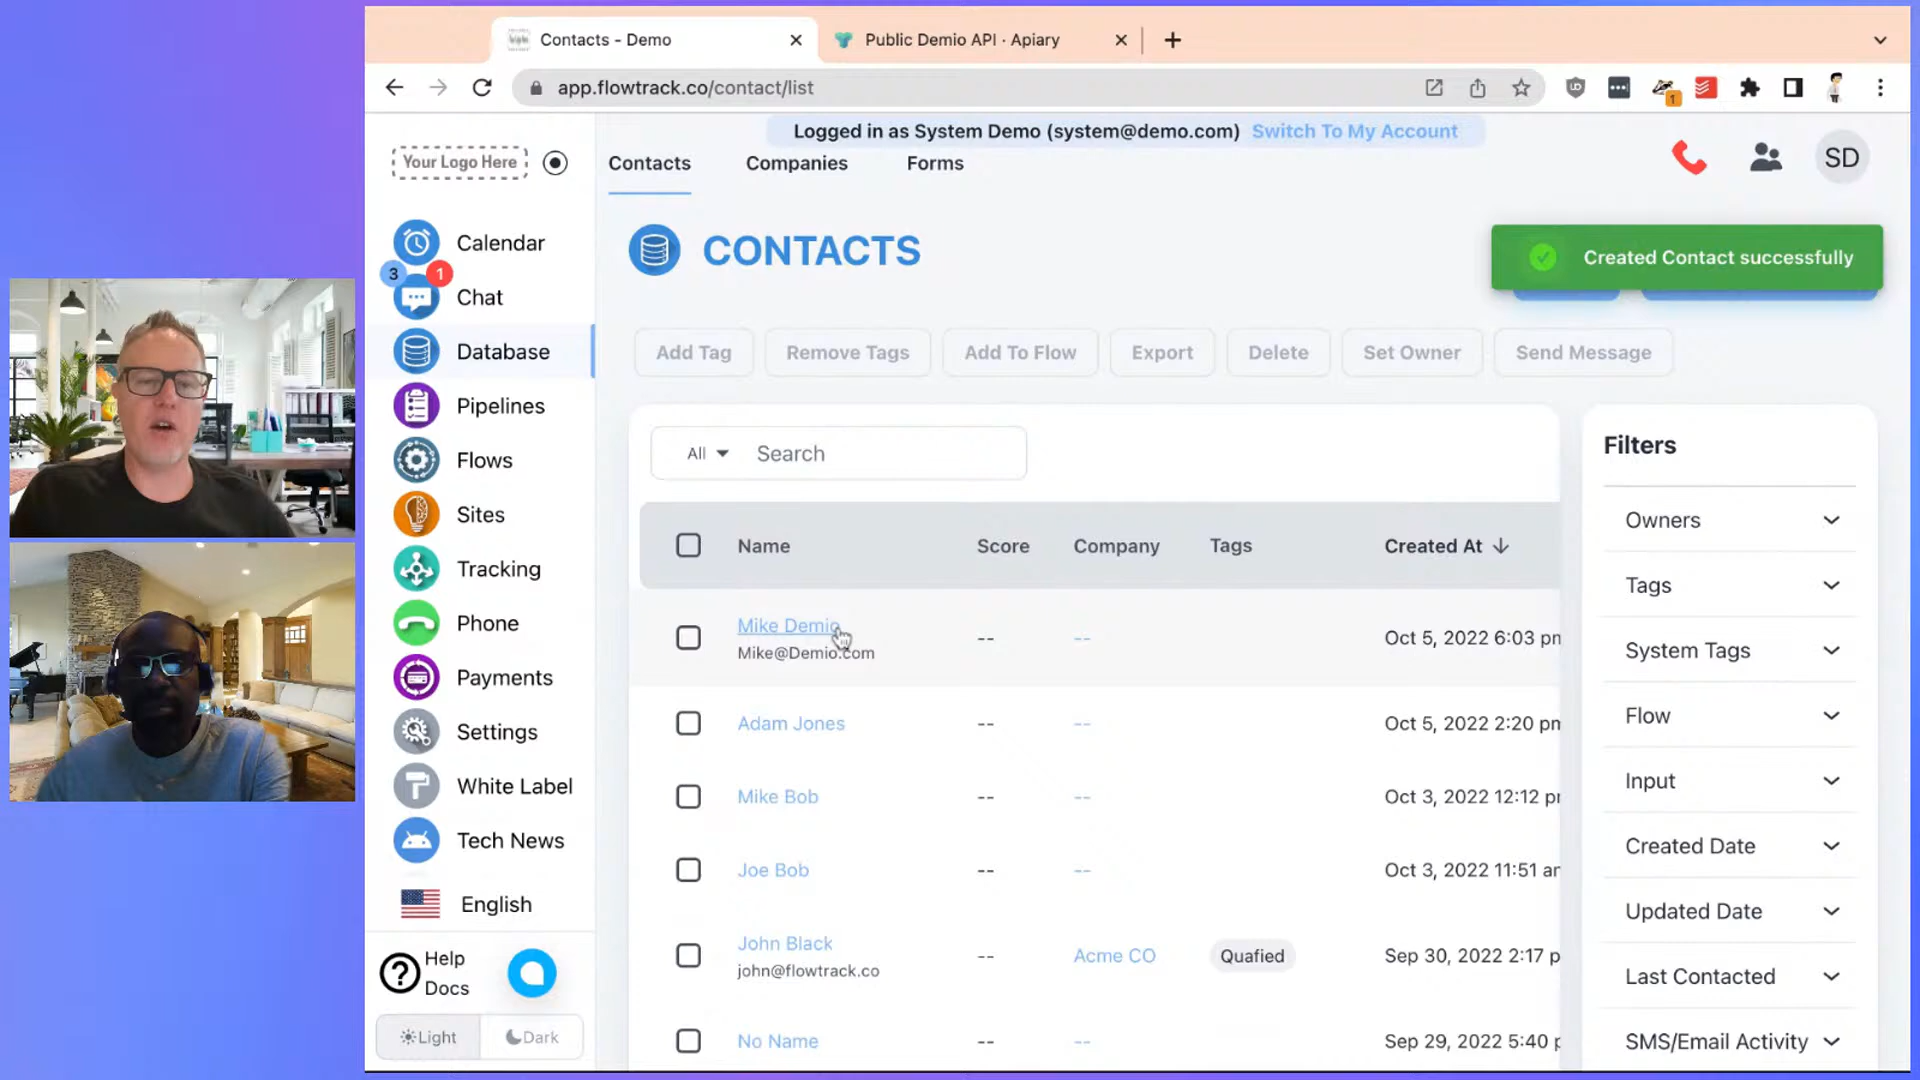 Contacts - Demo
Public Demio API · Apiary
app.flowtrack.co/contact/list
1
Logged in as System Demo (system@demo.com) Switch To My Account
Your Logo Here
Contacts
Companies
Forms
SD
CONTACTS
Created Contact successfully
Calendar
3
1
Chat
Database
Pipelines
Flows
Sites
Tracking
Phone
Payments
Settings
White Label
Tech News
English
Help
Docs
Light
Dark
Add Tag
Remove Tags
Add To Flow
Export
Delete
Set Owner
Send Message
All
Search
Name
Score
Company
Tags
Created At
Mike Demio
Mike@Demio.com
--
--
Oct 5, 2022 6:03 pm
Adam Jones
--
--
Oct 5, 2022 2:20 pm
Mike Bob
--
--
Oct 3, 2022 12:12 pr
Joe Bob
--
--
Oct 3, 2022 11:51 ar
John Black
john@flowtrack.co
--
Acme CO
Quafied
Sep 30, 2022 2:17 p
No Name
--
--
Sep 29, 2022 5:40 p
Filters
Owners
Tags
System Tags
Flow
Input
Created Date
Updated Date
Last Contacted
SMS/Email Activity